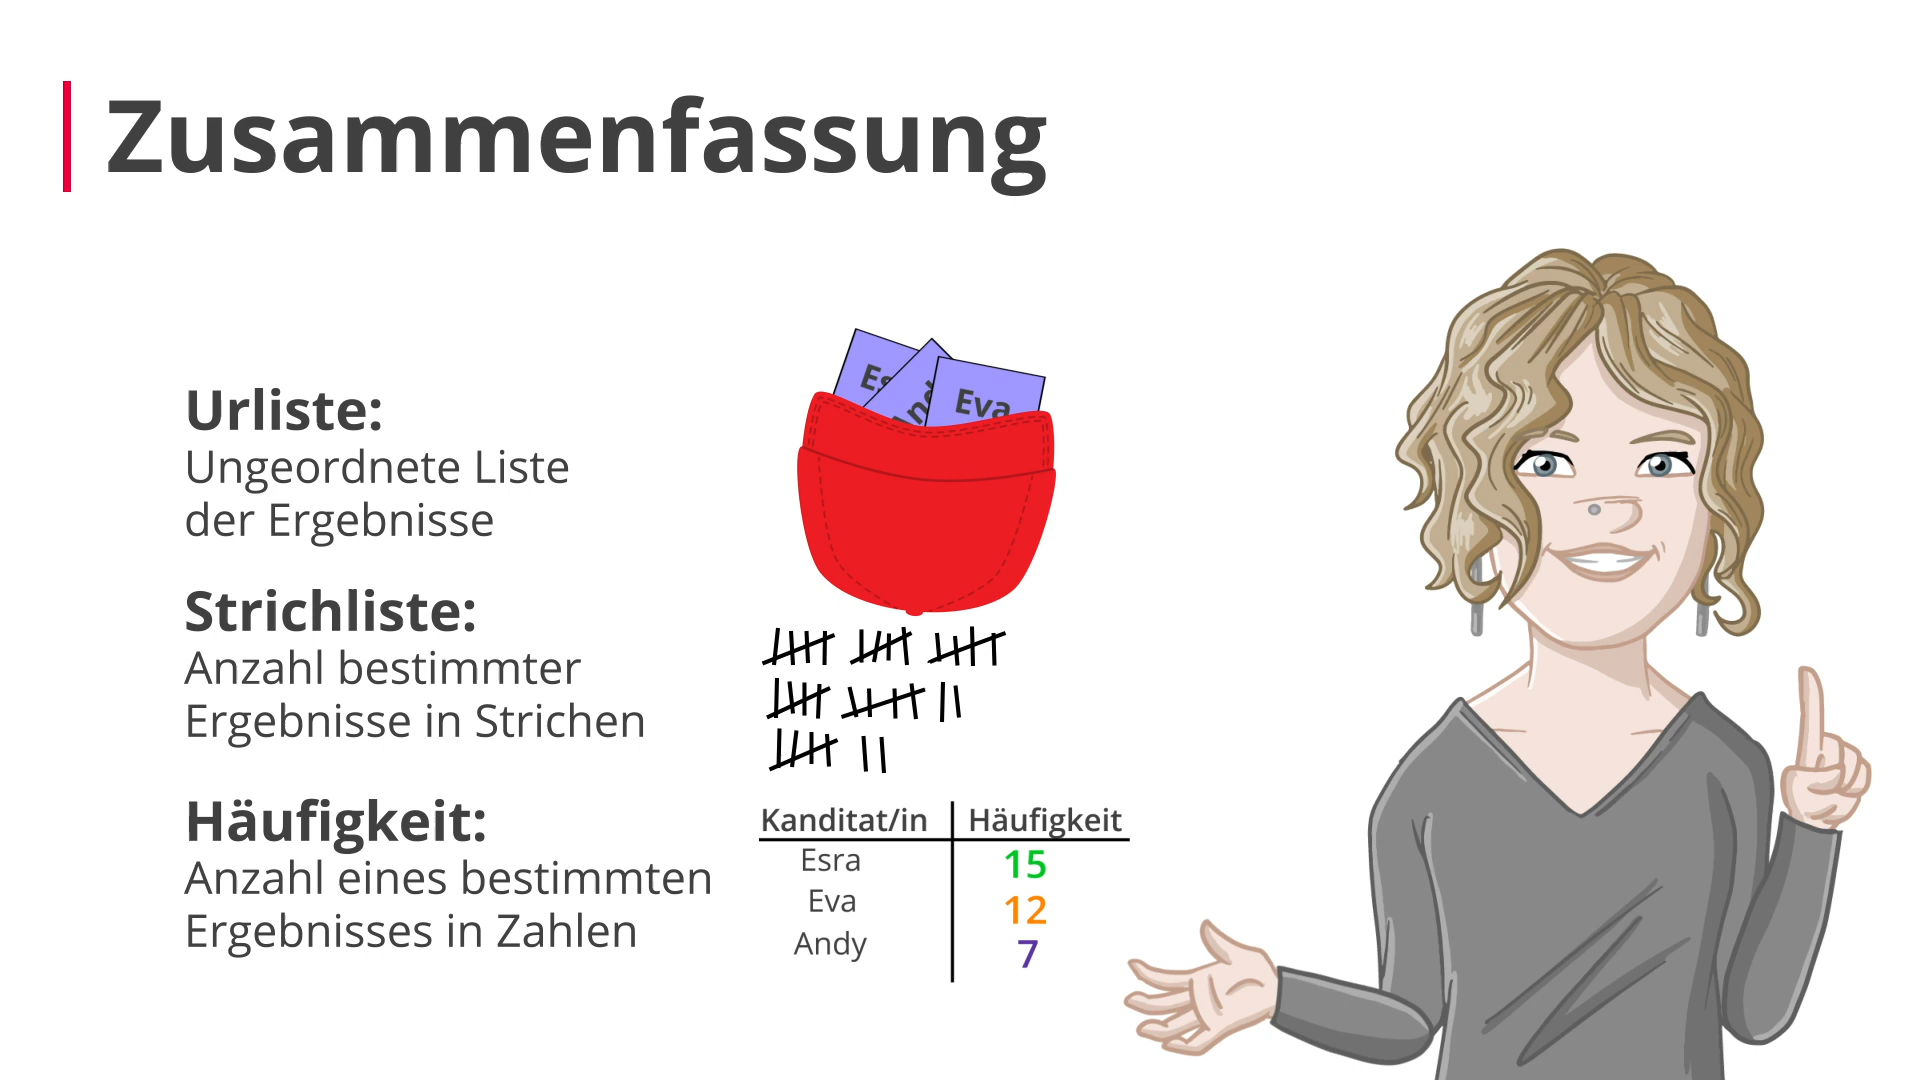 Zusammenfassung
Urliste:
Ungeordnete Liste
der Ergebnisse
Eva
Strichliste:
Anzahl bestimmter
Ergebnisse in Strichen
Häufigkeit:
Anzahl eines bestimmten
Ergebnisses in Zahlen
Kanditat/in Häufigkeit
Esra 15
Eva 12
Andy 7